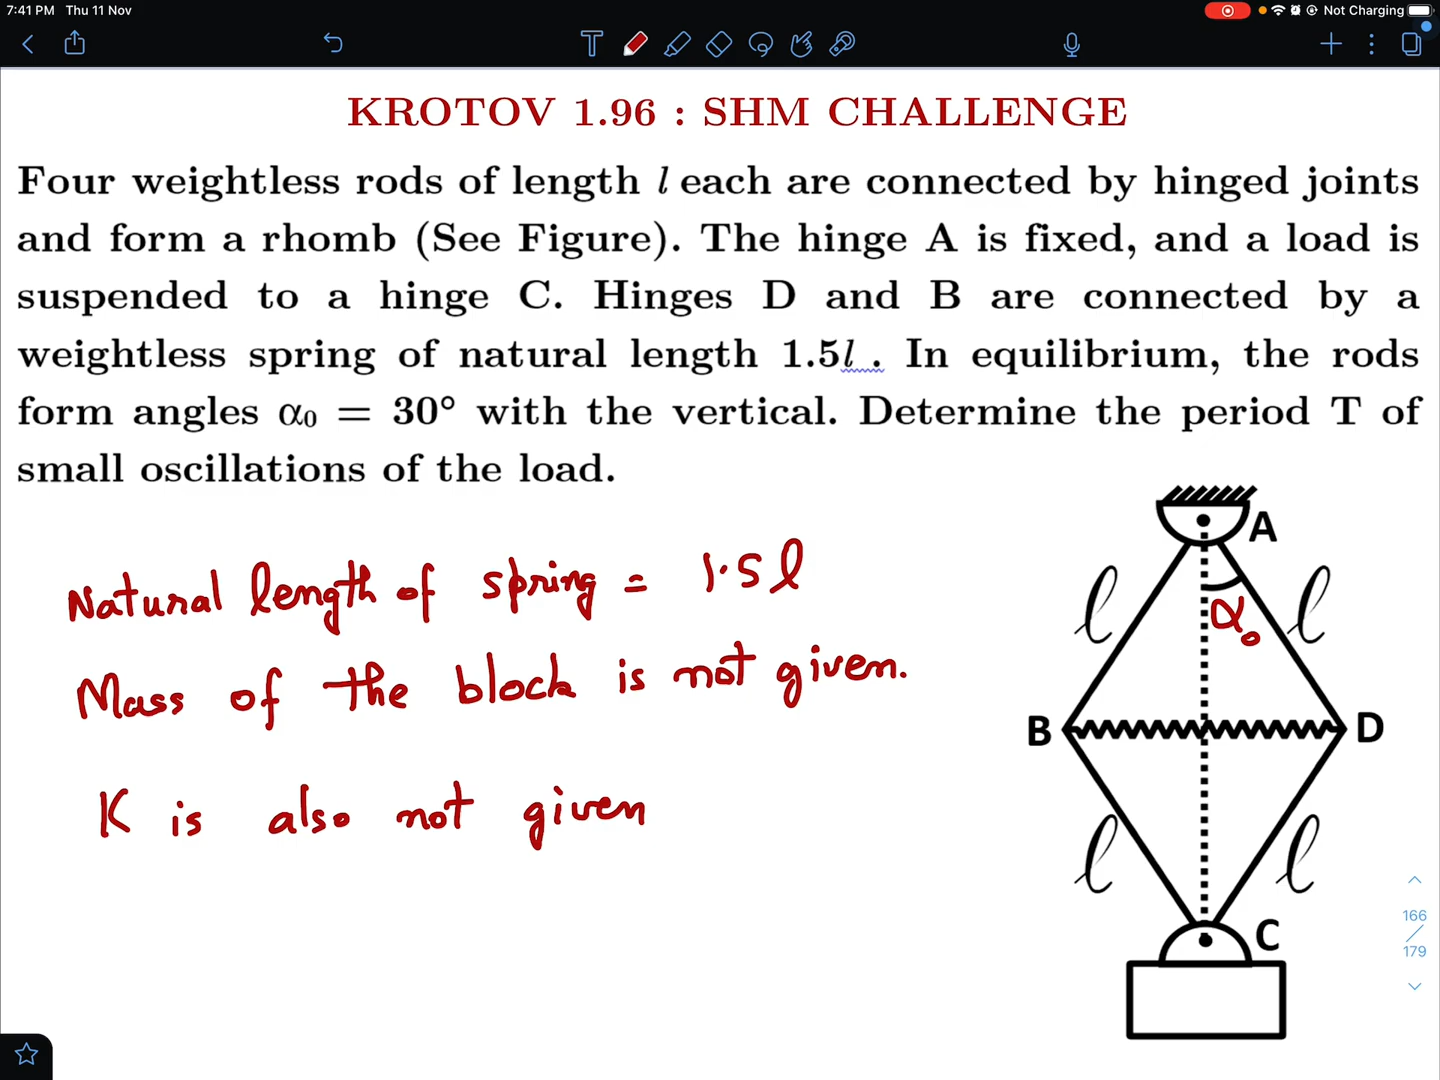 7:41 PM Thu 11 Nov
Not Charging
KROTOV 1.96 : SHM CHALLENGE
Four weightless rods of length l each are connected by hinged joints
and form a rhomb (See Figure). The hinge A is fixed, and a load is
suspended to a hinge C. Hinges D and B are connected by a
weightless spring of natural length 1.5l . In equilibrium, the rods
form angles α₀ = 30° with the vertical. Determine the period T of
small oscillations of the load.
A
Natural length of spring = 1.5 l
l α₀ l
Mass of the block is not given.
B D
K is also not given
l l
C
166
/
179